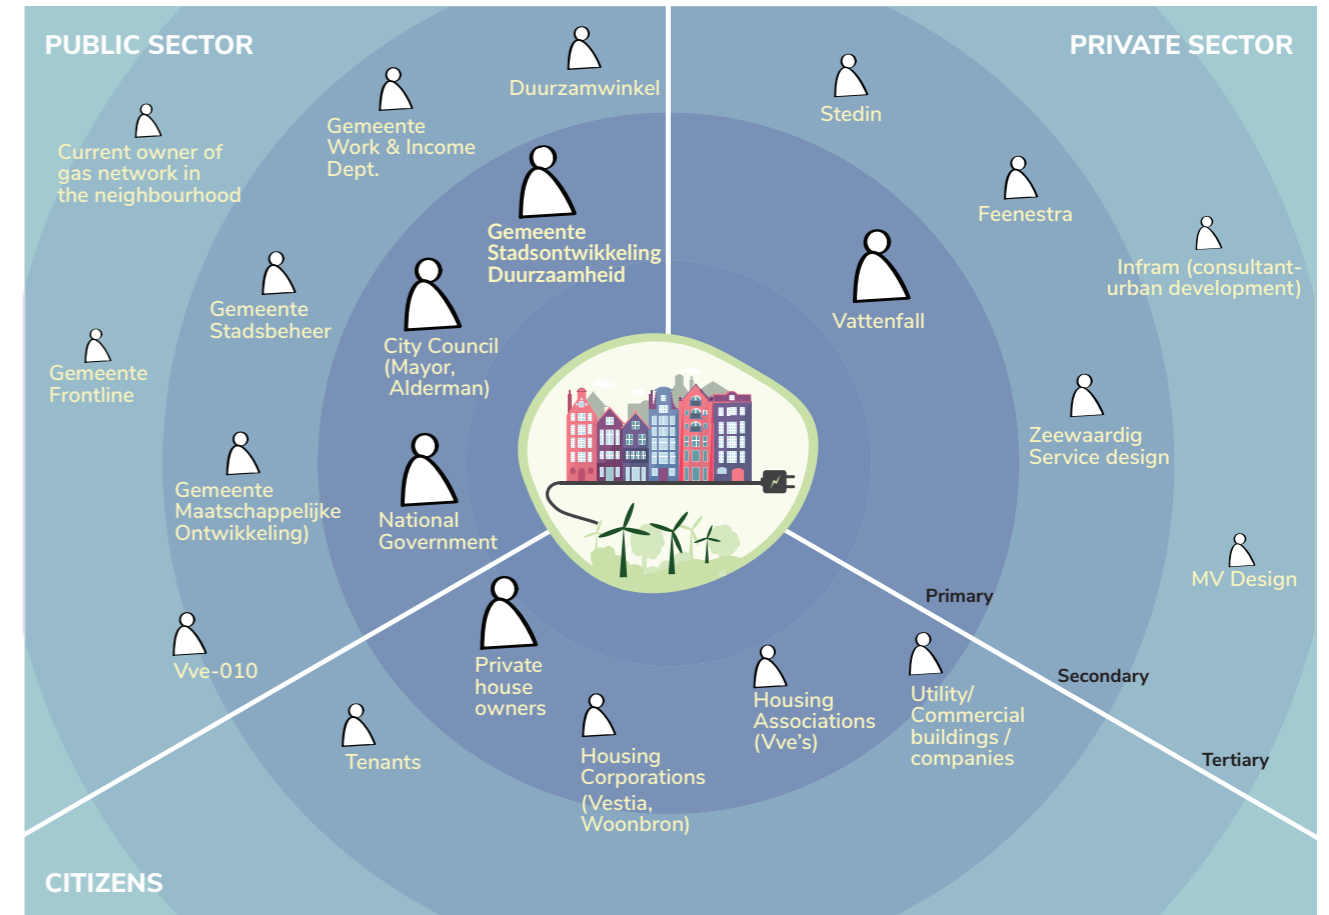 PUBLIC SECTOR
PRIVATE SECTOR
Duurzamwinkel
Stedin
Gemeente
Work & Income
Dept.
Current owner of
gas network in
the neighbourhood
Feenestra
Gemeente
Stadsontwikkeling
Duurzaamheid
Infram (consultant-
urban development)
Gemeente
Stadsbeheer
Vattenfall
City Council
(Mayor,
Alderman)
Gemeente
Frontline
Zeewaardig
Service design
Gemeente
Maatschappelijke
Ontwikkeling)
National
Government
MV Design
Primary
Vve-010
Private
house
owners
Secondary
Housing
Associations
(Vve's)
Utility/
Commercial
buildings /
companies
Tenants
Housing
Corporations
(Vestia,
Woonbron)
Tertiary
CITIZENS